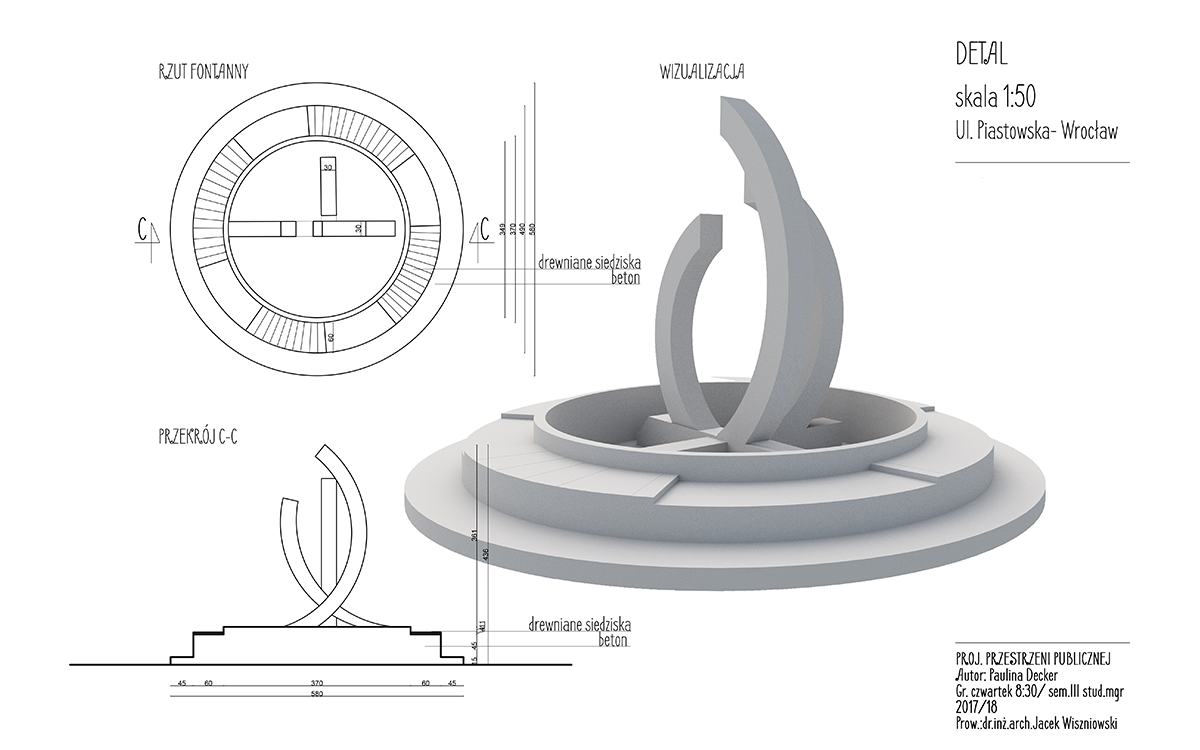 RZUT FONTANNY
WIZUALIZACJA
DETAL
skala 1:50
Ul. Piastowska- Wrocław
30
30
60
C
C
349
370
490
580
drewniane siedziska
beton
PRZEKRÓJ C-C
361
436
45
15
drewniane siedziska
beton
45 60 370 60 45
580
PROJ. PRZESTRZENI PUBLICZNEJ
Autor: Paulina Decker
Gr. czwartek 8:30/ sem.III stud.mgr
2017/18
Prow.:dr.inż.arch.Jacek Wiszniowski